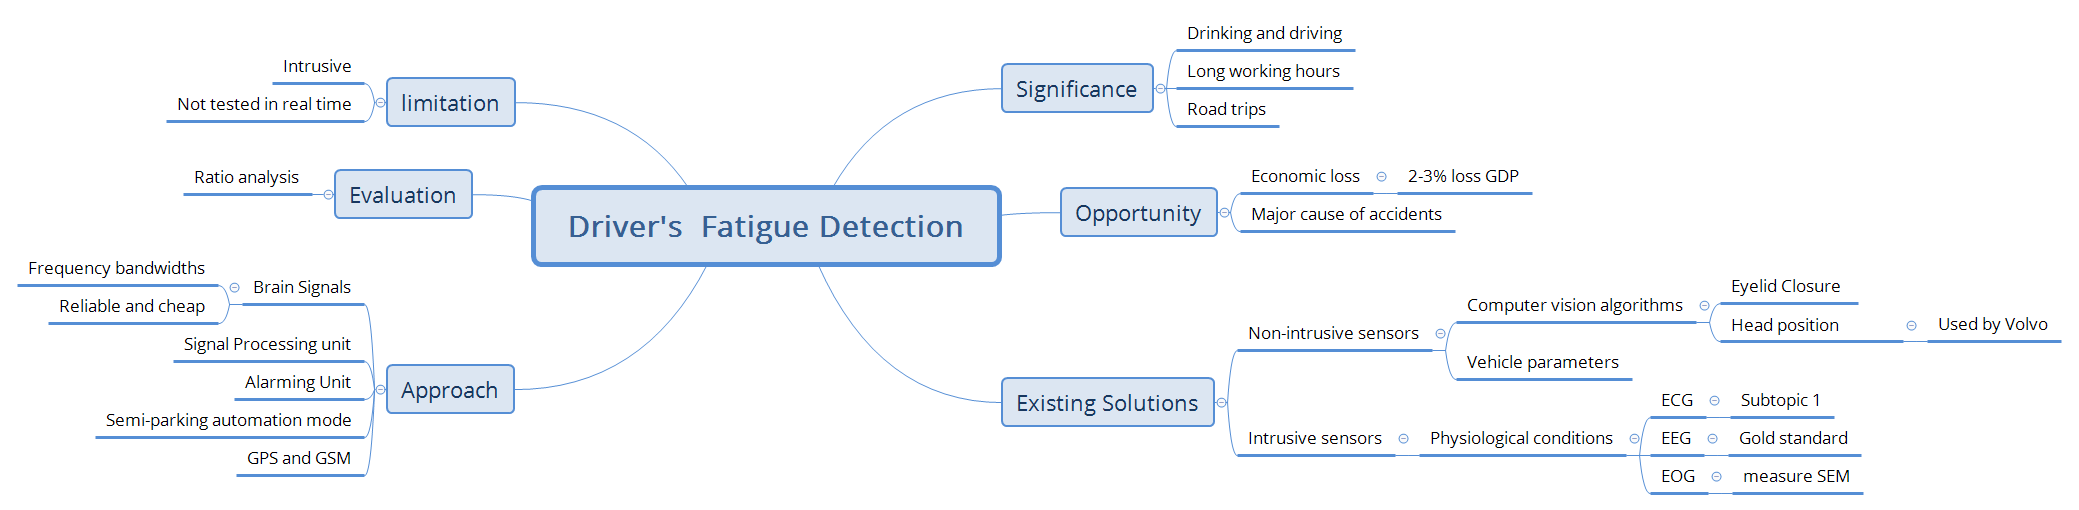 Driver's  Fatigue Detection
Significance
Drinking and driving
Long working hours
Road trips
Opportunity
Economic loss
2-3% loss GDP
Major cause of accidents
Existing Solutions
Non-intrusive sensors
Computer vision algorithms
Eyelid Closure
Head position
Used by Volvo
Vehicle parameters
Intrusive sensors
Physiological conditions
ECG
Subtopic 1
EEG
Gold standard
EOG
measure SEM
limitation
Intrusive
Not tested in real time
Evaluation
Ratio analysis
Approach
Brain Signals
Frequency bandwidths
Reliable and cheap
Signal Processing unit
Alarming Unit
Semi-parking automation mode
GPS and GSM